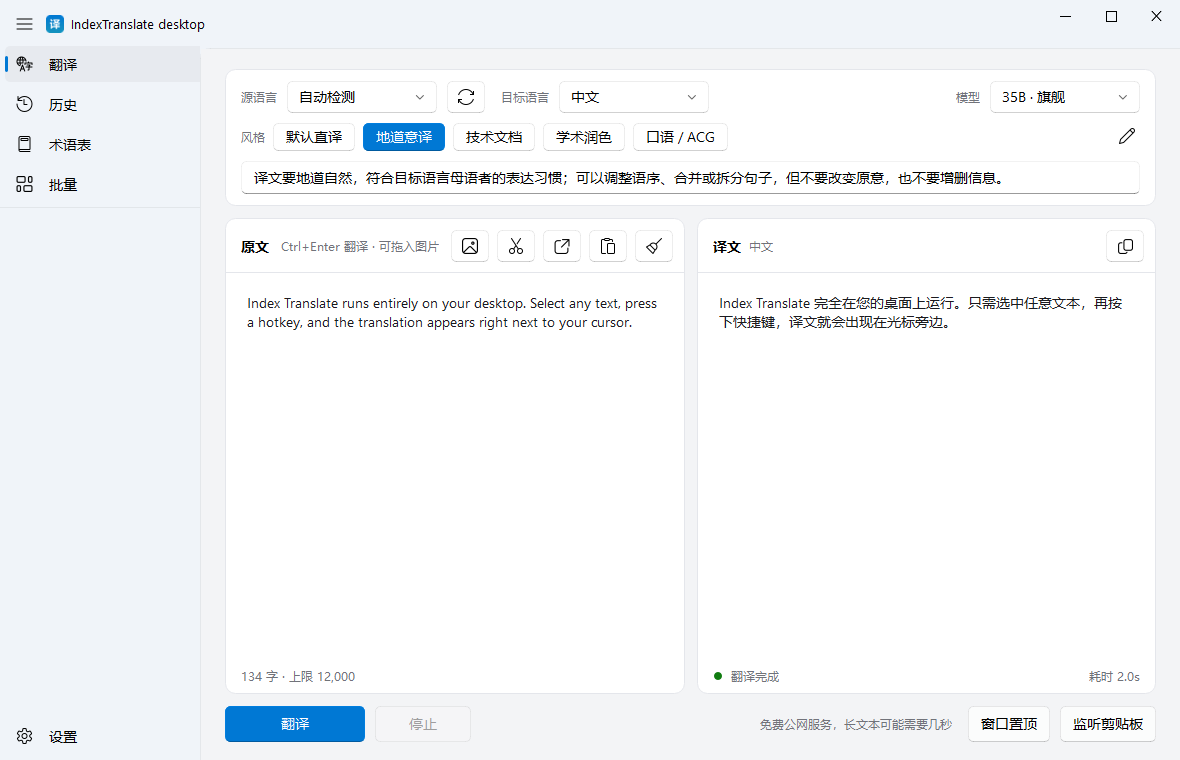 译 IndexTranslate desktop
翻译
历史
术语表
批量
设置
源语言 自动检测 目标语言 中文 模型 35B · 旗舰
风格 默认直译 地道意译 技术文档 学术润色 口语 / ACG
译文要地道自然，符合目标语言母语者的表达习惯；可以调整语序、合并或拆分句子，但不要改变原意，也不要增删信息。
原文 Ctrl+Enter 翻译 · 可拖入图片
Index Translate runs entirely on your desktop. Select any text, press
a hotkey, and the translation appears right next to your cursor.
134 字 · 上限 12,000
译文 中文
Index Translate 完全在您的桌面上运行。只需选中任意文本，再按
下快捷键，译文就会出现在光标旁边。
翻译完成 耗时 2.0s
翻译 停止 免费公网服务，长文本可能需要几秒 窗口置顶 监听剪贴板